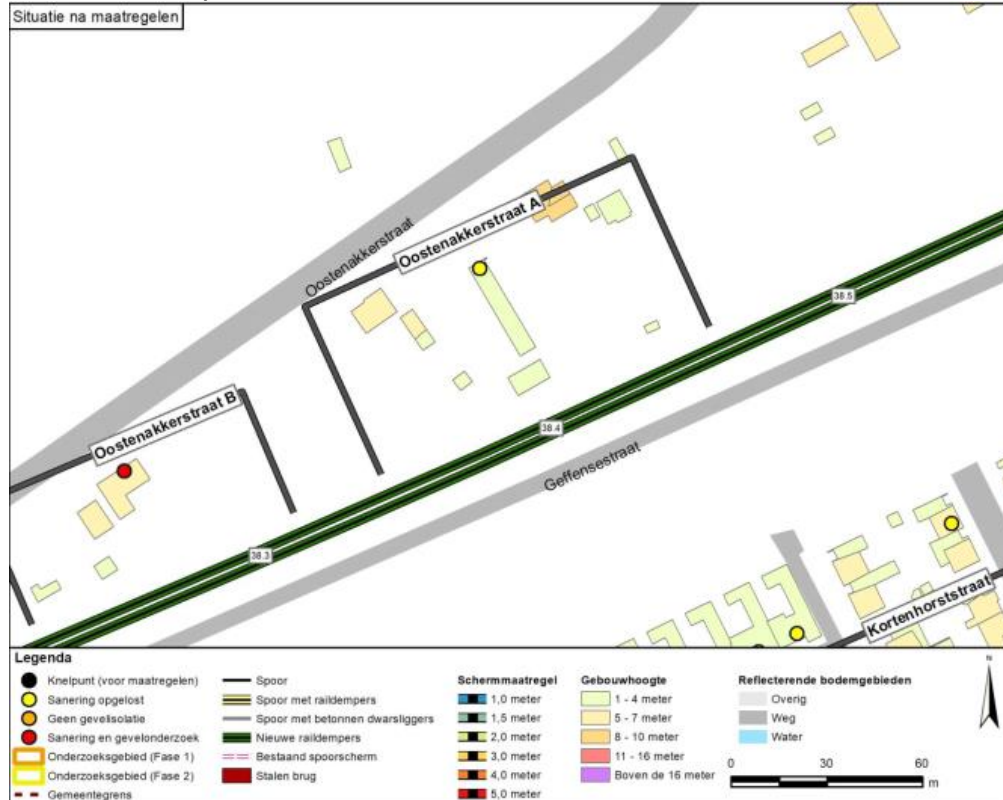 Situatie na maatregelen
Oostenakkerstraat
Oostenakkerstraat A
38.5
Oostenakkerstraat B
38.4
Geffensestraat
38.3
Kortenhorststraat
Legenda
Knelpunt (voor maatregelen)
Sanering opgelost
Geen gevelisolatie
Sanering en gevelonderzoek
Onderzoeksgebied (Fase 1)
Onderzoeksgebied (Fase 2)
Gemeentegrens
Spoor
Spoor met raildempers
Spoor met betonnen dwarsliggers
Nieuwe raildempers
Bestaand spoorscherm
Stalen brug
Schermmaatregel
1,0 meter
1,5 meter
2,0 meter
3,0 meter
4,0 meter
5,0 meter
Gebouwhoogte
1 - 4 meter
5 - 7 meter
8 - 10 meter
11 - 16 meter
Boven de 16 meter
Reflecterende bodemgebieden
Overig
Weg
Water
N
0 30 60
m